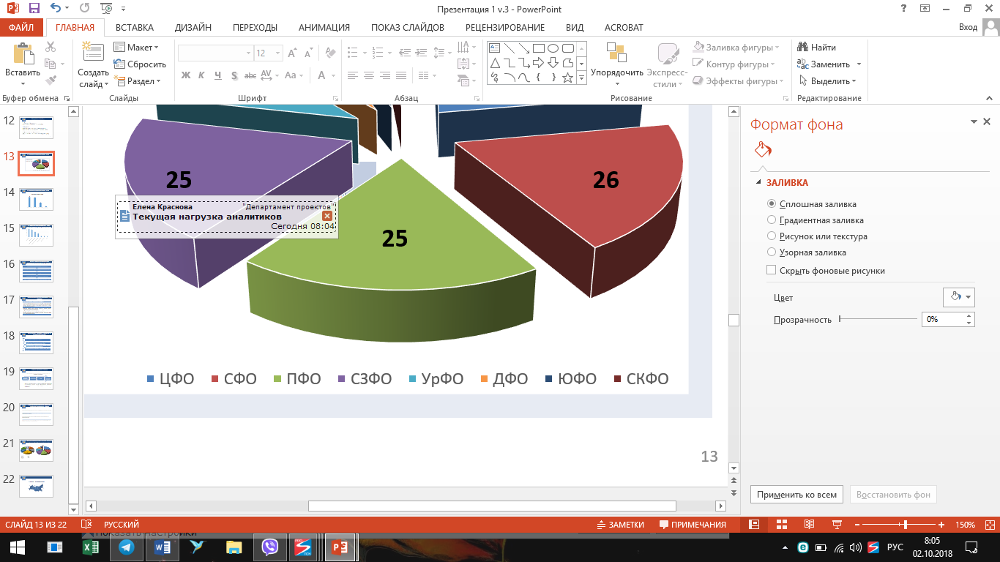 Презентация 1 v.3 - PowerPoint
?
ФАЙЛ ГЛАВНАЯ ВСТАВКА ДИЗАЙН ПЕРЕХОДЫ АНИМАЦИЯ ПОКАЗ СЛАЙДОВ РЕЦЕНЗИРОВАНИЕ ВИД ACROBAT Вход
Вставить
Буфер обмена
Создать слайд
Макет
Сбросить
Раздел
Слайды
12
Ж К Ч S abc AV Aa А
Шрифт
Абзац
Упорядочить
Экспресс-стили
Заливка фигуры
Контур фигуры
Эффекты фигуры
Рисование
Найти
Заменить
Выделить
Редактирование
12
13
14
15
16
17
18
19
20
21
22
25
26
25
Елена Краснова "Департамент проектов"
Текущая нагрузка аналитиков
Сегодня 08:04
ЦФО СФО ПФО СЗФО УрФО ДФО ЮФО СКФО
13
Формат фона
ЗАЛИВКА
Сплошная заливка
Градиентная заливка
Рисунок или текстура
Узорная заливка
Скрыть фоновые рисунки
Цвет
Прозрачность 0%
Применить ко всем
Восстановить фон
СЛАЙД 13 ИЗ 22 РУССКИЙ ЗАМЕТКИ ПРИМЕЧАНИЯ 150%
Показать настройки
РУС
8:05
02.10.2018